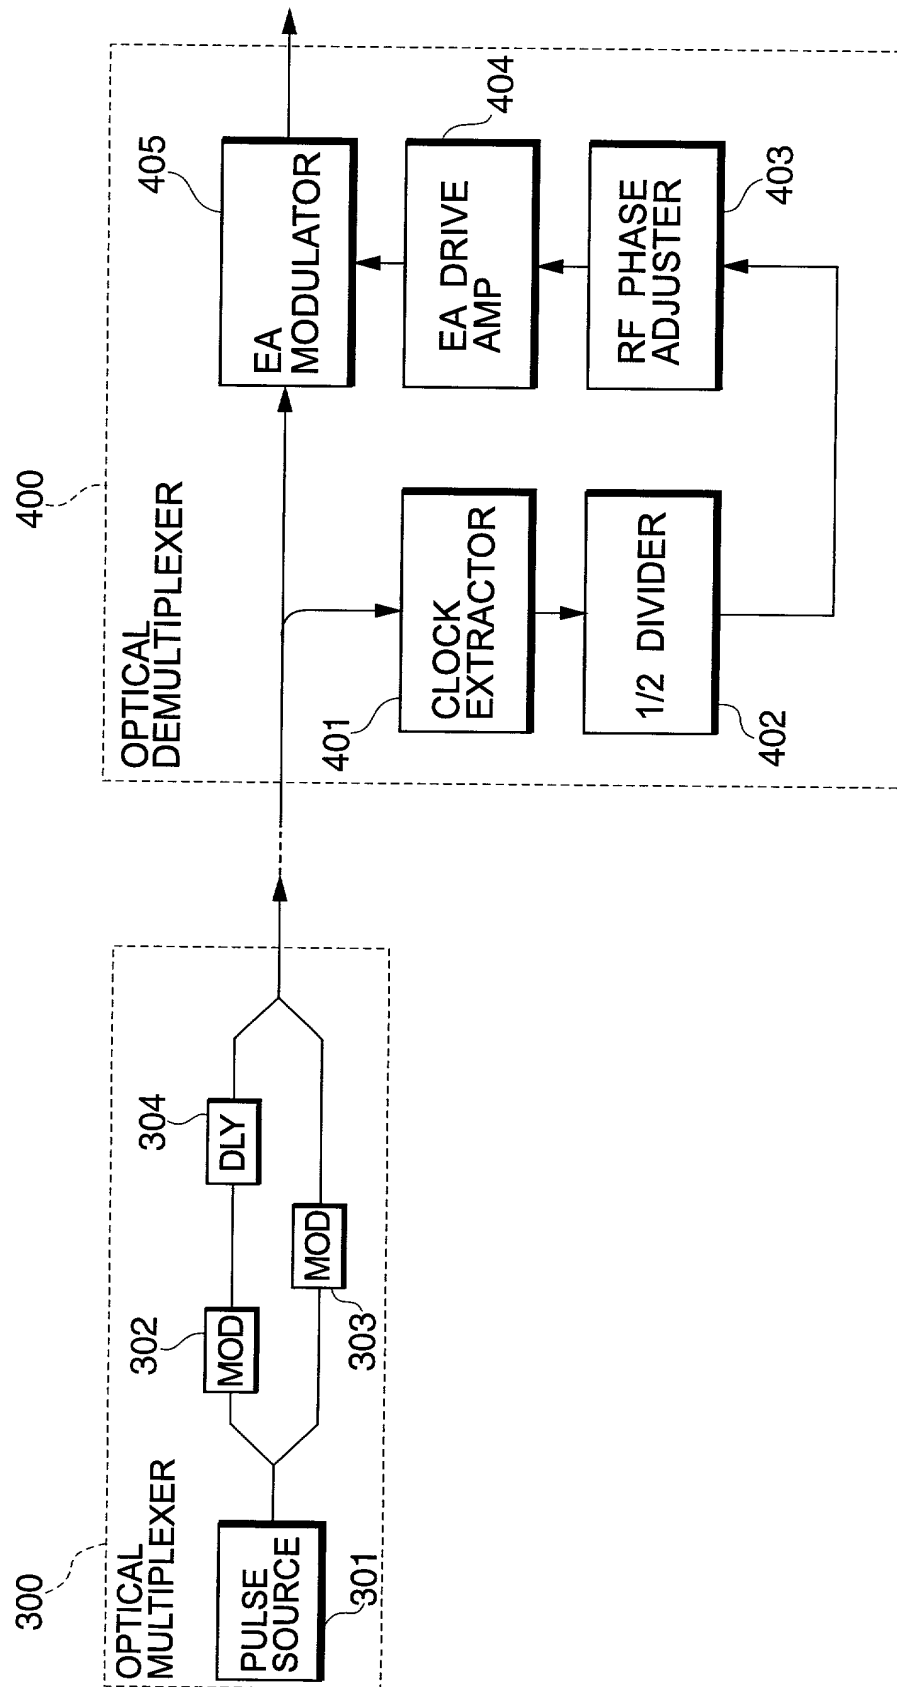 300
OPTICAL
MULTIPLEXER
PULSE
SOURCE
301
302
MOD
304
DLY
MOD
303
400
OPTICAL
DEMULTIPLEXER
405
EA
MODULATOR
404
EA DRIVE
AMP
403
RF PHASE
ADJUSTER
401
CLOCK
EXTRACTOR
1/2 DIVIDER
402